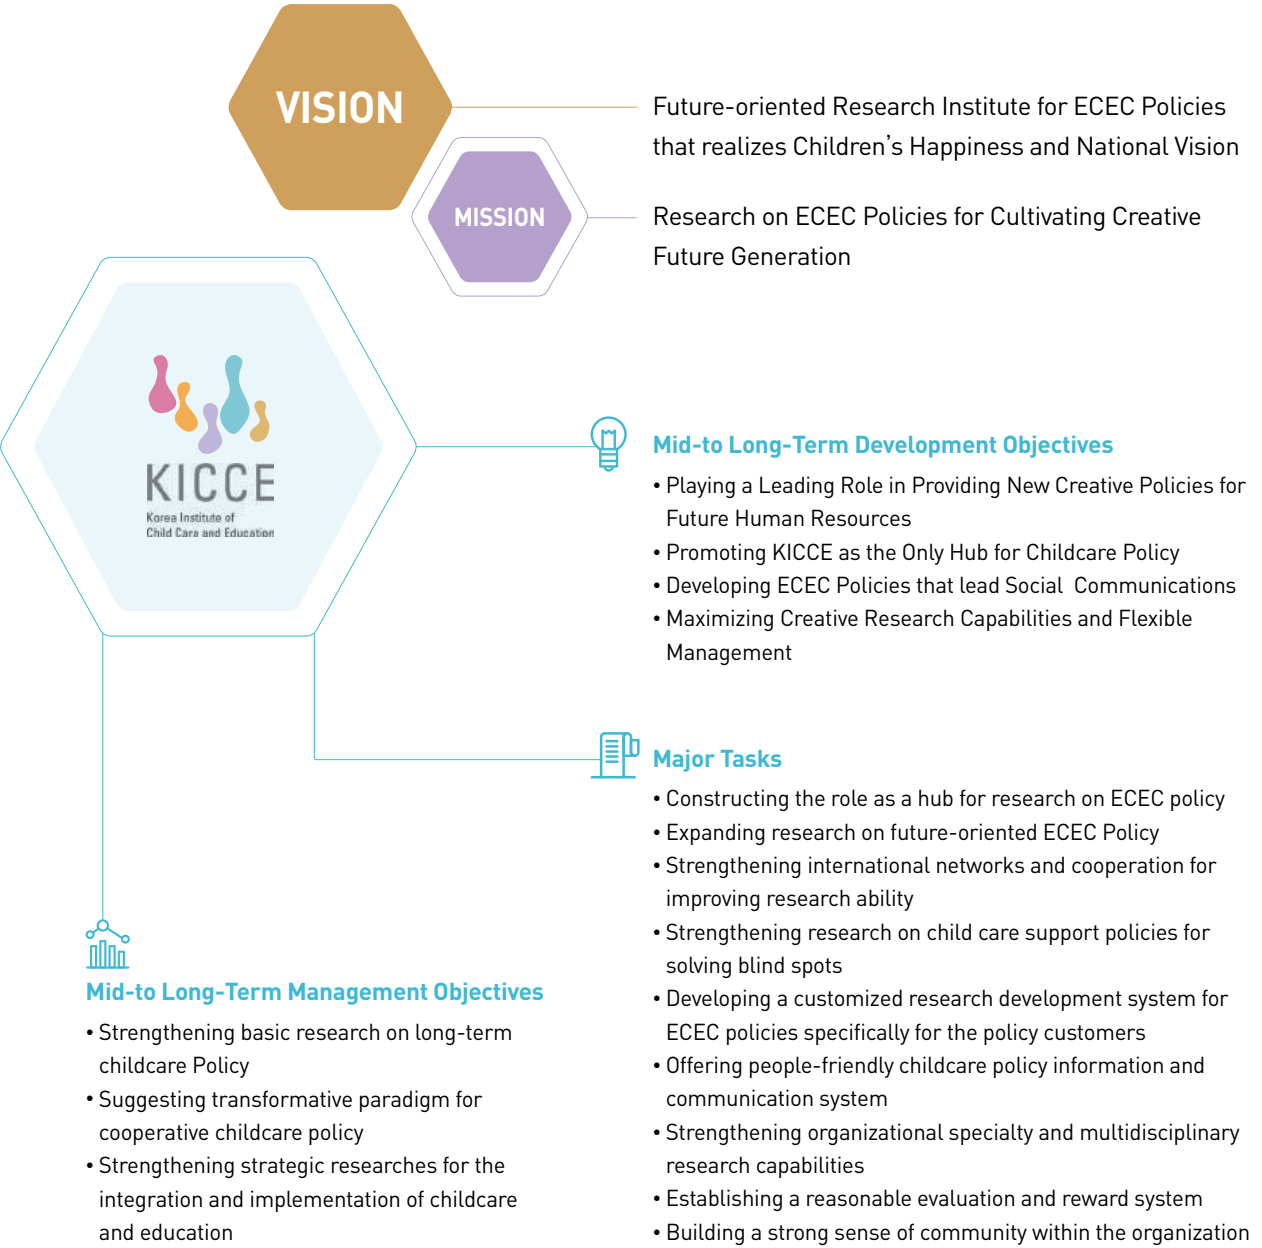 VISION
Future-oriented Research Institute for ECEC Policies
that realizes Children's Happiness and National Vision
MISSION
Research on ECEC Policies for Cultivating Creative
Future Generation
KICCE
Korea Institute of
Child Care and Education
Mid-to Long-Term Development Objectives
• Playing a Leading Role in Providing New Creative Policies for
Future Human Resources
• Promoting KICCE as the Only Hub for Childcare Policy
• Developing ECEC Policies that lead Social Communications
• Maximizing Creative Research Capabilities and Flexible
Management
Major Tasks
• Constructing the role as a hub for research on ECEC policy
• Expanding research on future-oriented ECEC Policy
• Strengthening international networks and cooperation for
improving research ability
• Strengthening research on child care support policies for
solving blind spots
• Developing a customized research development system for
ECEC policies specifically for the policy customers
• Offering people-friendly childcare policy information and
communication system
• Strengthening organizational specialty and multidisciplinary
research capabilities
• Establishing a reasonable evaluation and reward system
• Building a strong sense of community within the organization
Mid-to Long-Term Management Objectives
• Strengthening basic research on long-term
childcare Policy
• Suggesting transformative paradigm for
cooperative childcare policy
• Strengthening strategic researches for the
integration and implementation of childcare
and education